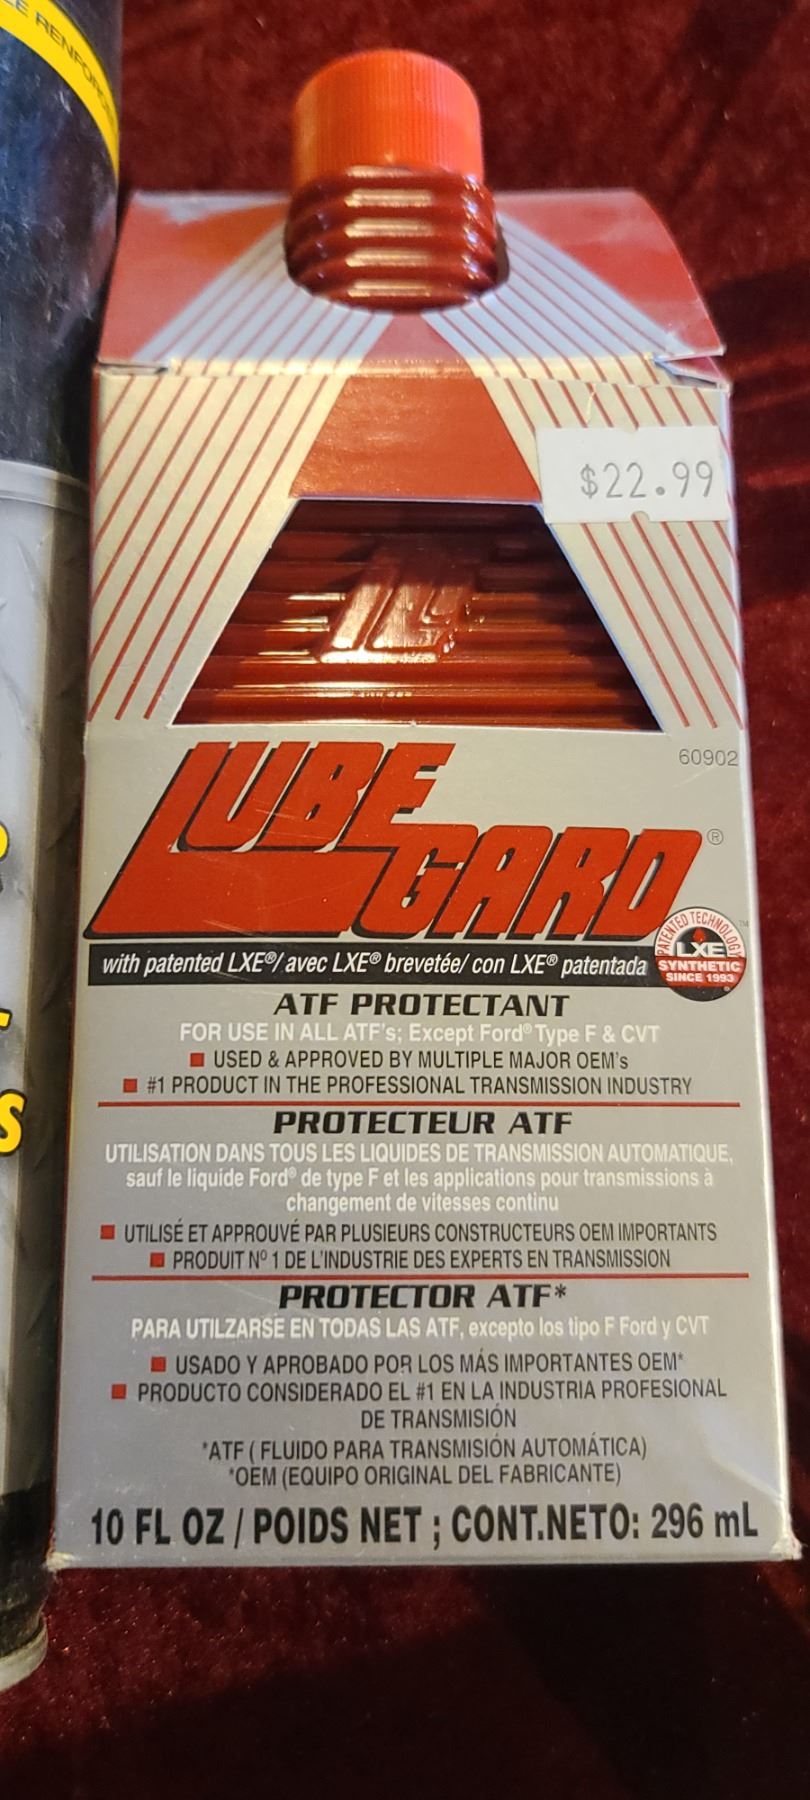 LE RENFORC
$22.99
LG
60902
LUBE
GARD®
with patented LXE®/ avec LXE® brevetée/ con LXE® patentada
PATENTED TECHNOLOGY
LXE
SYNTHETIC
SINCE 1993
TM
ATF PROTECTANT
FOR USE IN ALL ATF's; Except Ford® Type F & CVT
■ USED & APPROVED BY MULTIPLE MAJOR OEM's
■ #1 PRODUCT IN THE PROFESSIONAL TRANSMISSION INDUSTRY
PROTECTEUR ATF
UTILISATION DANS TOUS LES LIQUIDES DE TRANSMISSION AUTOMATIQUE,
sauf le liquide Ford® de type F et les applications pour transmissions à
changement de vitesses continu
■ UTILISÉ ET APPROUVÉ PAR PLUSIEURS CONSTRUCTEURS OEM IMPORTANTS
■ PRODUIT Nº 1 DE L'INDUSTRIE DES EXPERTS EN TRANSMISSION
PROTECTOR ATF*
PARA UTILZARSE EN TODAS LAS ATF, excepto los tipo F Ford y CVT
■ USADO Y APROBADO POR LOS MÁS IMPORTANTES OEM*
■ PRODUCTO CONSIDERADO EL #1 EN LA INDUSTRIA PROFESIONAL
DE TRANSMISIÓN
*ATF ( FLUIDO PARA TRANSMISIÓN AUTOMÁTICA)
*OEM (EQUIPO ORIGINAL DEL FABRICANTE)
10 FL OZ / POIDS NET ; CONT.NETO: 296 mL